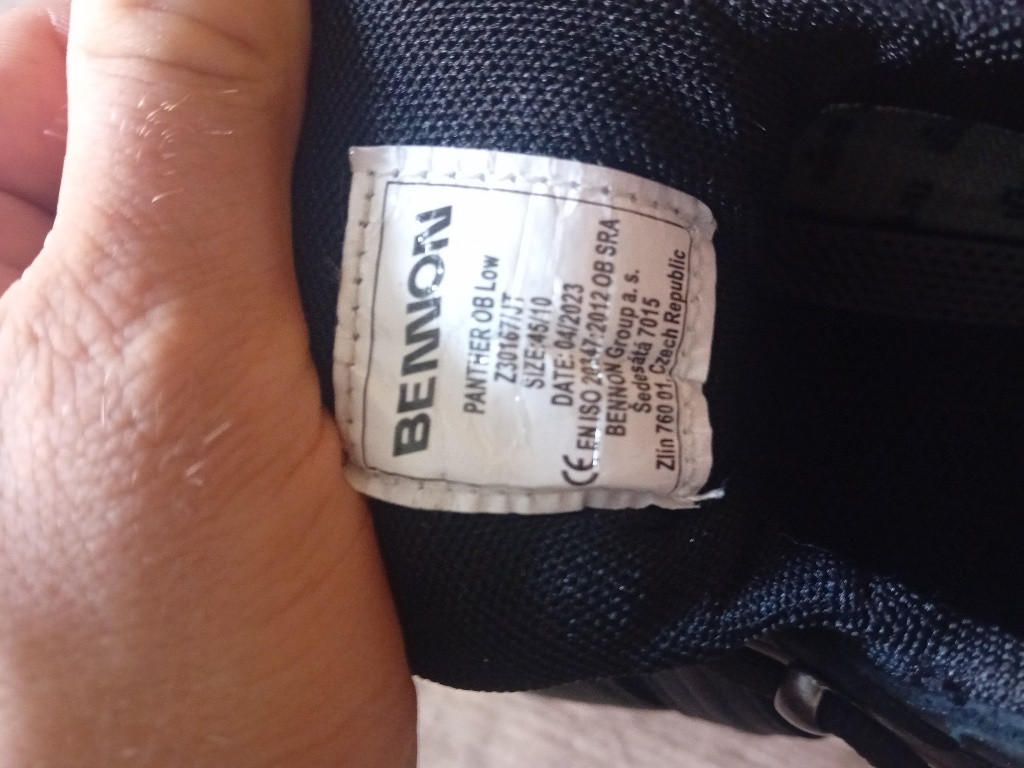 BENNON
PANTHER OB Low
Z30167/JT
SIZE:45/10
DATE: 04/2023
CE EN ISO 20347:2012 OB SRA
BENNON Group a. s.
Šedesátá 7015
Zlín 760 01, Czech Republic